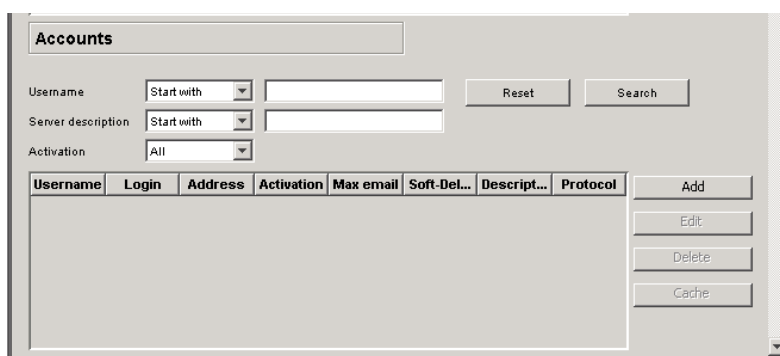 Accounts
Username Start with Reset Search
Server description Start with
Activation All
Username Login Address Activation Max email Soft-Del... Descript... Protocol Add
Edit
Delete
Cache